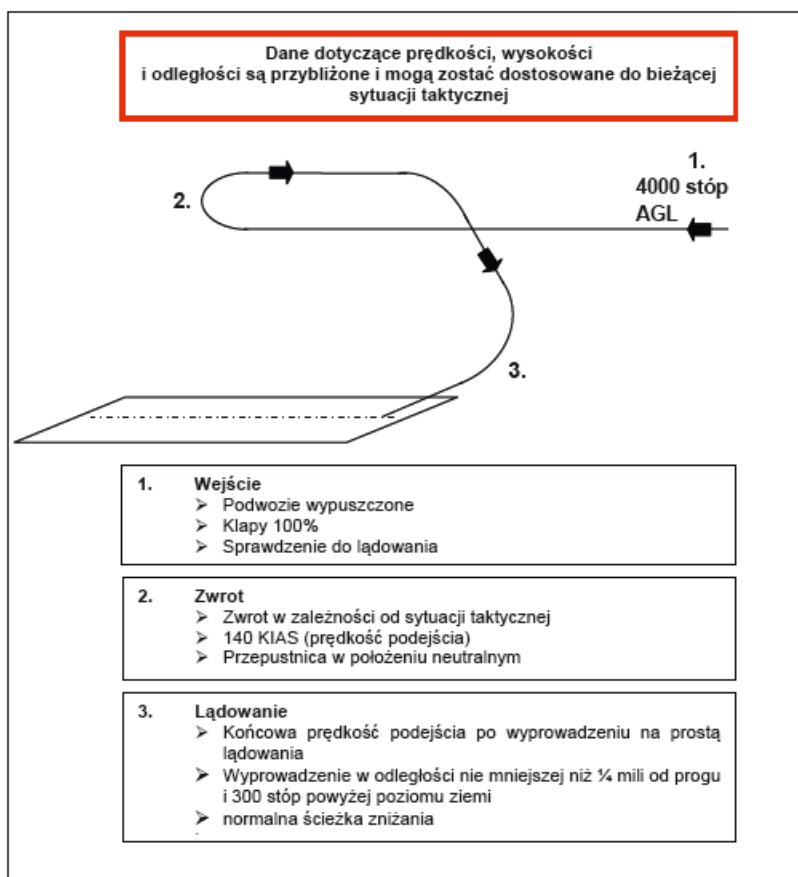 Dane dotyczące prędkości, wysokości
i odległości są przybliżone i mogą zostać dostosowane do bieżącej
sytuacji taktycznej
1.
4000 stóp
AGL
2.
3.
1. Wejście
➢ Podwozie wypuszczone
➢ Klapy 100%
➢ Sprawdzenie do lądowania
2. Zwrot
➢ Zwrot w zależności od sytuacji taktycznej
➢ 140 KIAS (prędkość podejścia)
➢ Przepustnica w położeniu neutralnym
3. Lądowanie
➢ Końcowa prędkość podejścia po wyprowadzeniu na prostą
lądowania
➢ Wyprowadzenie w odległości nie mniejszej niż ¼ mili od progu
i 300 stóp powyżej poziomu ziemi
➢ normalna ścieżka zniżania